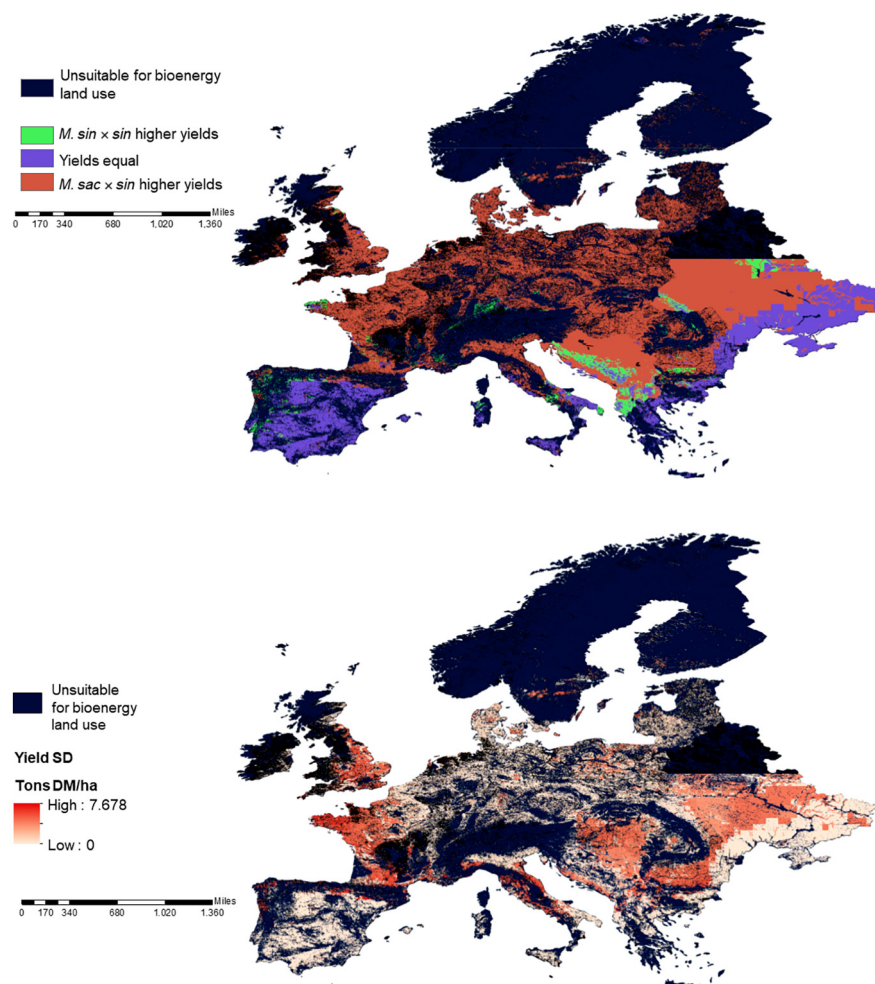 Unsuitable for bioenergy
land use
M. sin × sin higher yields
Yields equal
M. sac × sin higher yields
Miles
0 170 340 680 1.020 1.360
Unsuitable
for bioenergy
land use
Yield SD
Tons DM/ha
High : 7.678
Low : 0
Miles
0 170 340 680 1.020 1.360